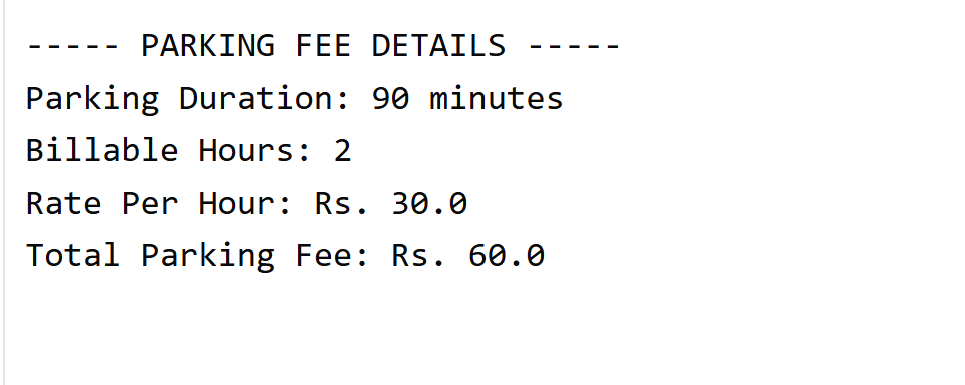 ----- PARKING FEE DETAILS -----
Parking Duration: 90 minutes
Billable Hours: 2
Rate Per Hour: Rs. 30.0
Total Parking Fee: Rs. 60.0